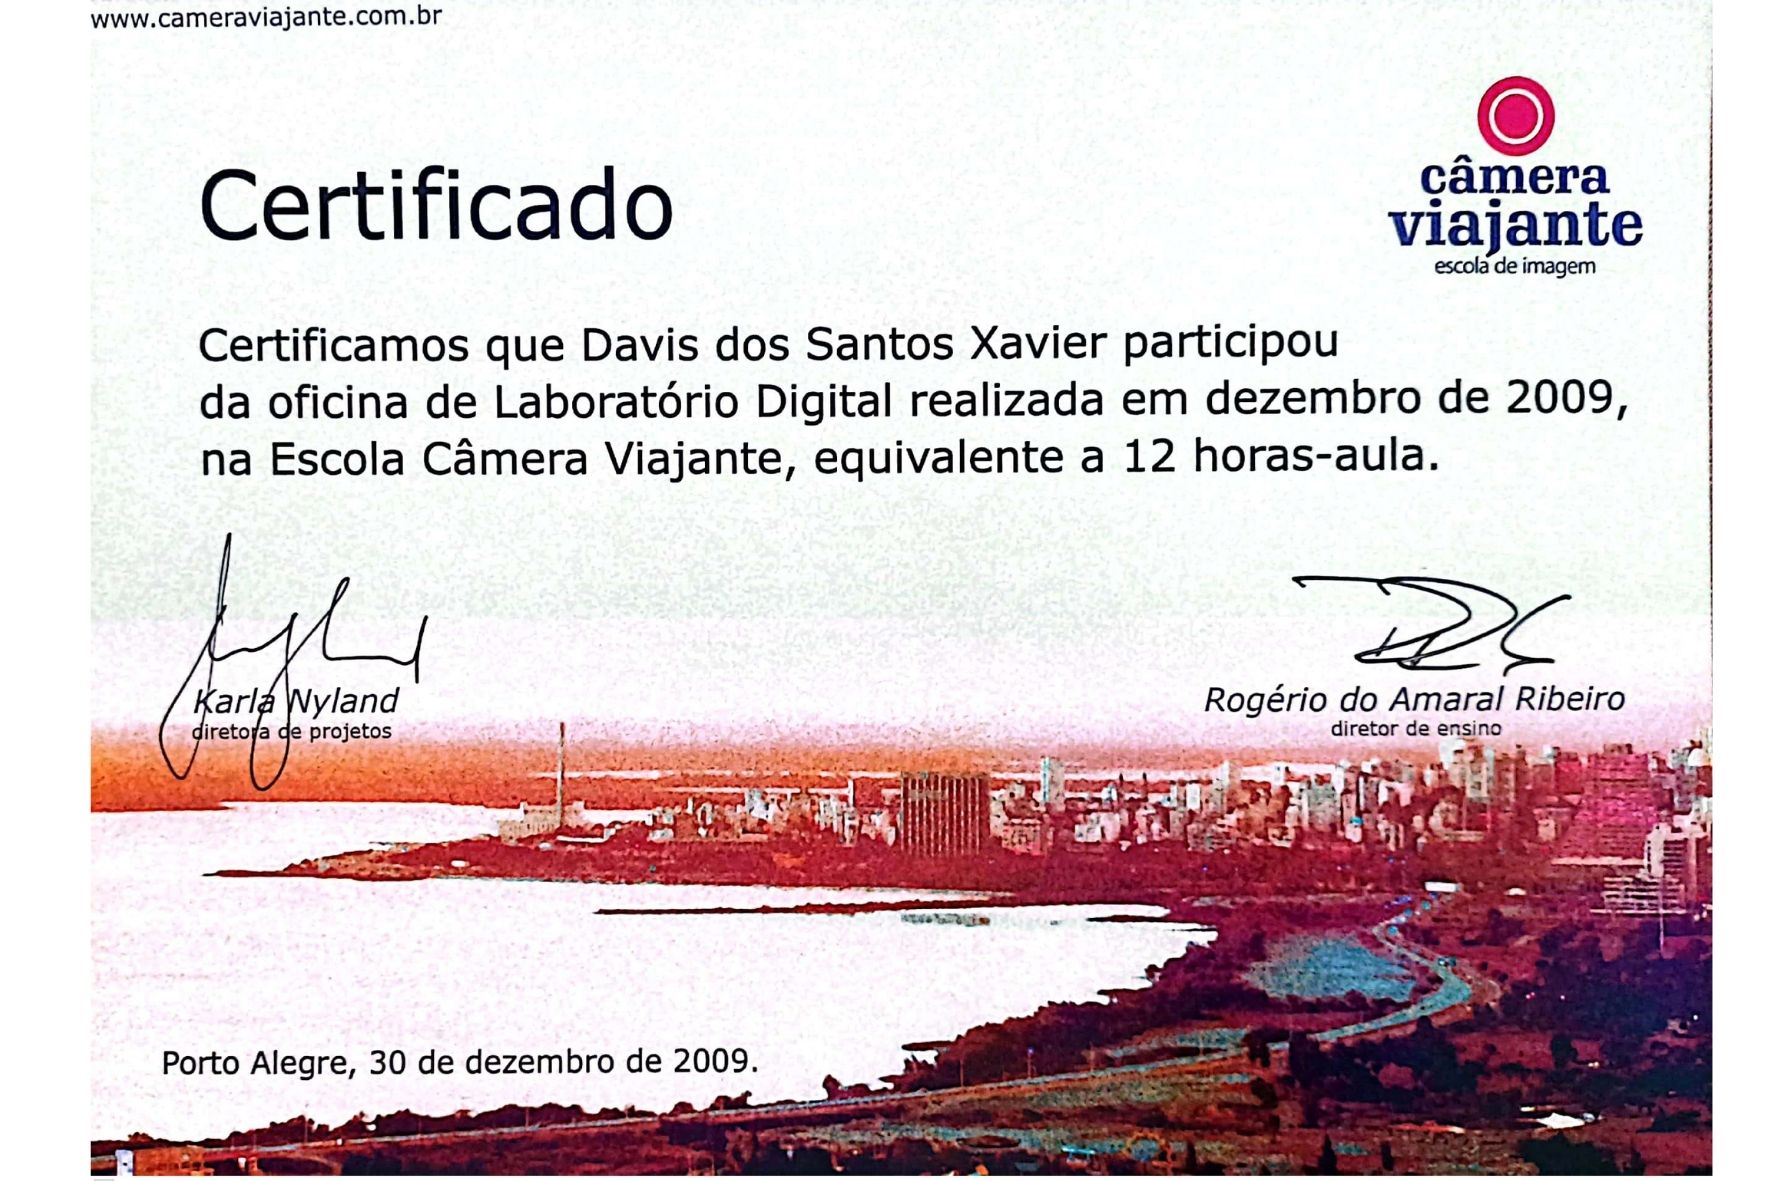 www.cameraviajante.com.br
câmera
viajante
escola de imagem
Certificado
Certificamos que Davis dos Santos Xavier participou
da oficina de Laboratório Digital realizada em dezembro de 2009,
na Escola Câmera Viajante, equivalente a 12 horas-aula.
Karla Nyland
diretora de projetos
Rogério do Amaral Ribeiro
diretor de ensino
Porto Alegre, 30 de dezembro de 2009.